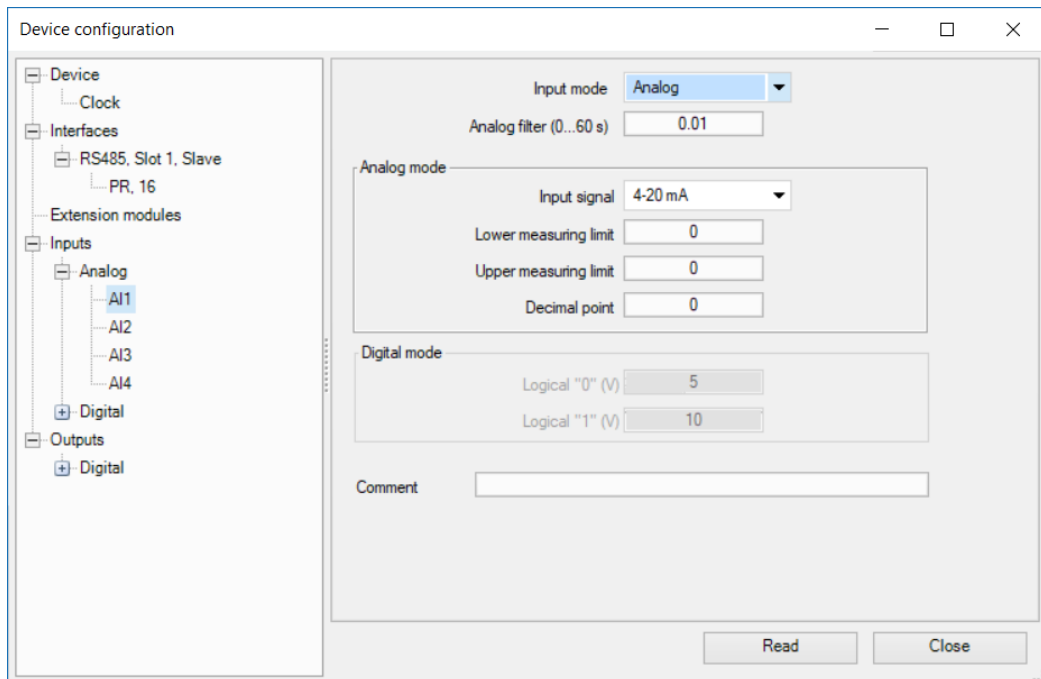 Device configuration
Device
Clock
Interfaces
RS485, Slot 1, Slave
PR, 16
Extension modules
Inputs
Analog
AI1
AI2
AI3
AI4
Digital
Outputs
Digital
Input mode Analog
Analog filter (0...60 s) 0.01
Analog mode
Input signal 4-20 mA
Lower measuring limit 0
Upper measuring limit 0
Decimal point 0
Digital mode
Logical "0" (V) 5
Logical "1" (V) 10
Comment
Read Close